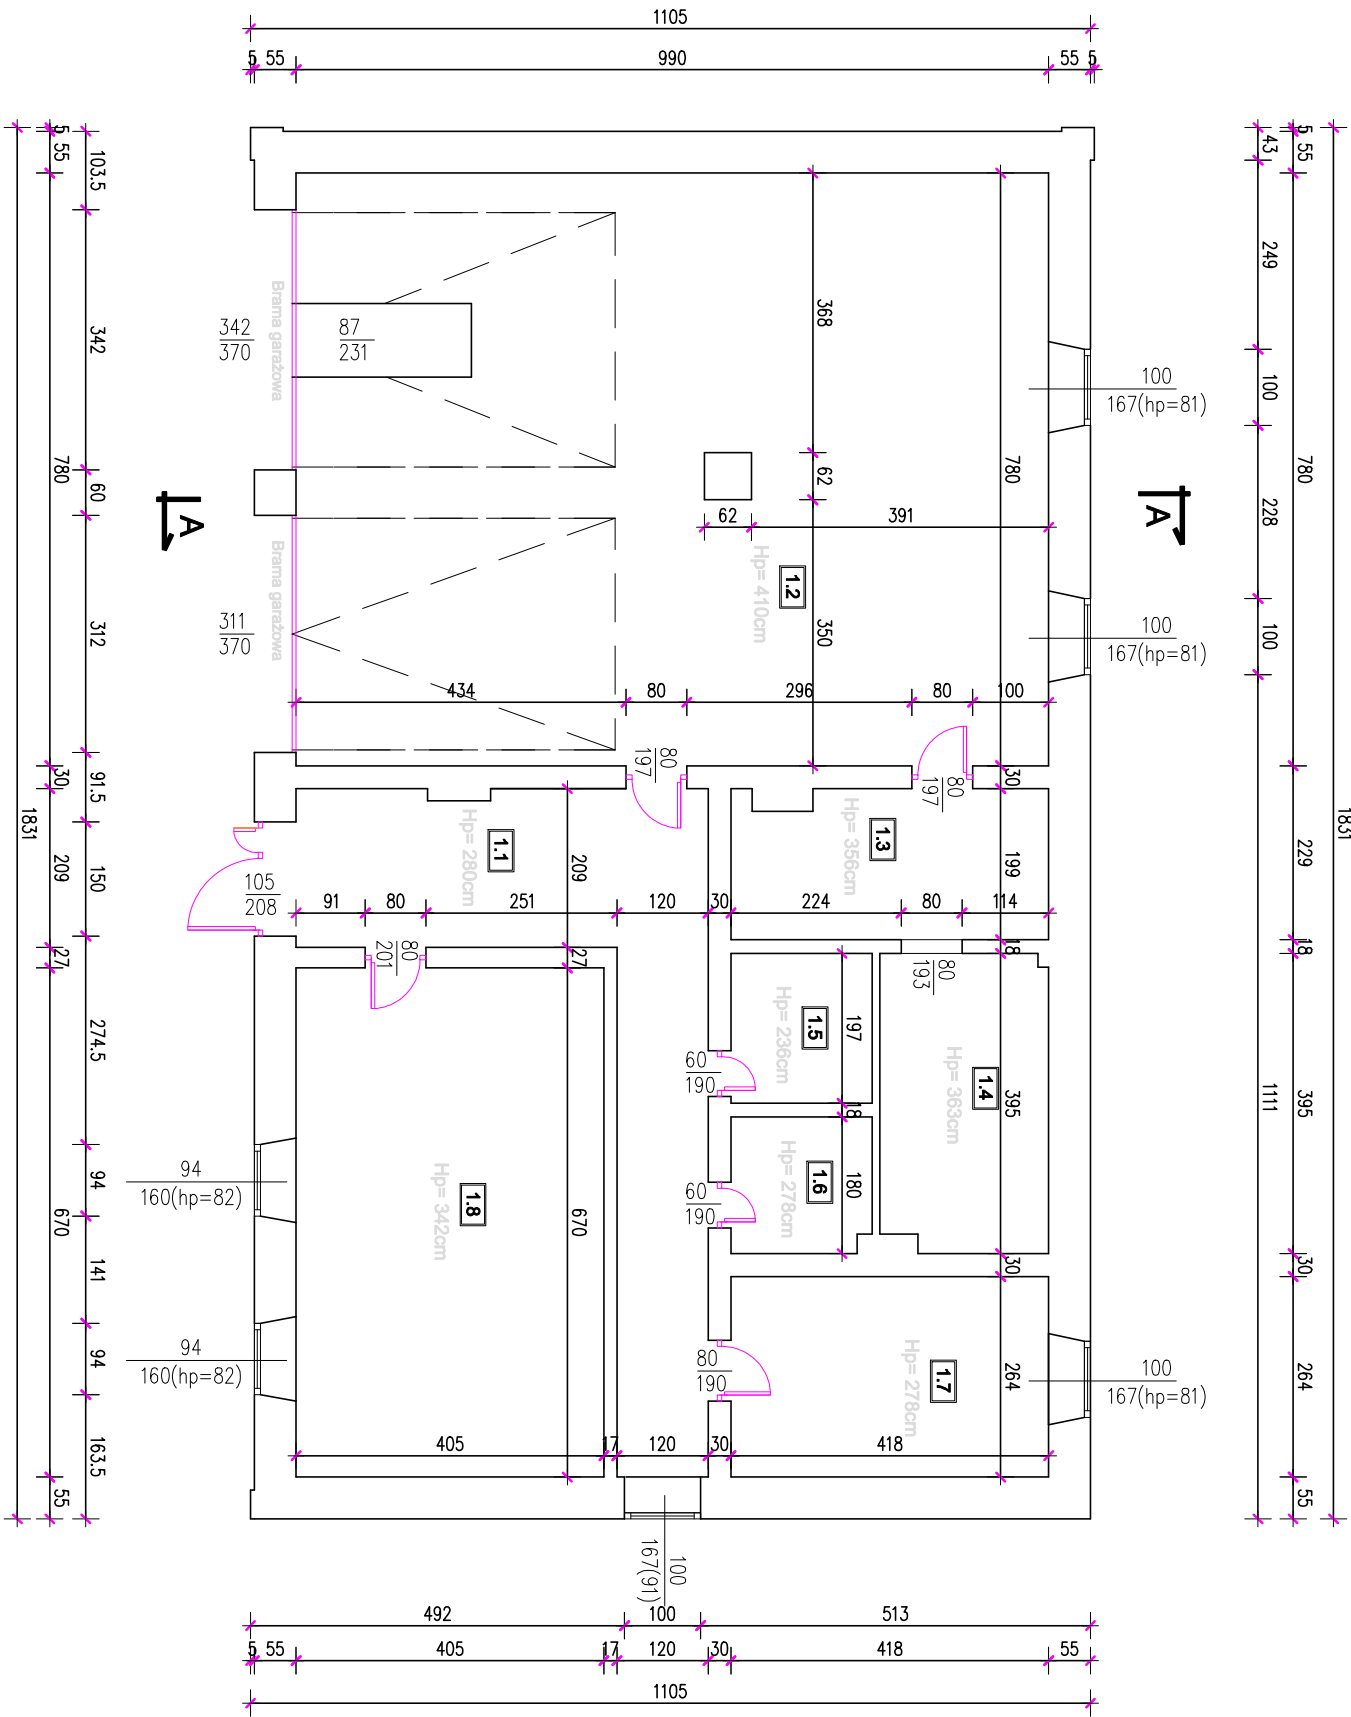 1105
5 55 990 55 5
1831
5 55 780 30 209 27 670 55
103.5 342 60 312 91.5 150 274.5 94 141 94 163.5
43 249 100 228 100 1111
5 55 780 229 18 395 30 264 55
1831
Brama garażowa
342
370
87
231
368
780
100
167(hp=81)
A
A
62
62
391
1.2
Hp= 410cm
350
Brama garażowa
311
370
100
167(hp=81)
434 80 296 80 100
80
197
80
197
30
1.1
Hp= 280cm
209
1.3
Hp= 356cm
199
105
208
91 80 251 120 30 224 80 114
80
201
27
18
80
193
1.5
Hp= 236cm
197
1.4
Hp= 363cm
395
60
190
18
1.6
Hp= 278cm
180
60
190
94
160(hp=82)
1.8
Hp= 342cm
670
30
94
160(hp=82)
80
190
1.7
Hp= 278cm
264
100
167(hp=81)
405 17 120 30 418
100
167(91)
492 100 513
5 55 405 17 120 30 418 55
1105